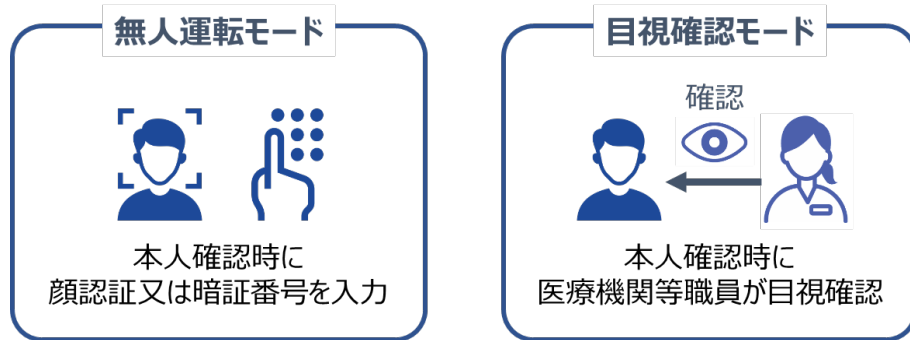 無人運転モード
本人確認時に
顔認証又は暗証番号を入力
目視確認モード
確認
本人確認時に
医療機関等職員が目視確認